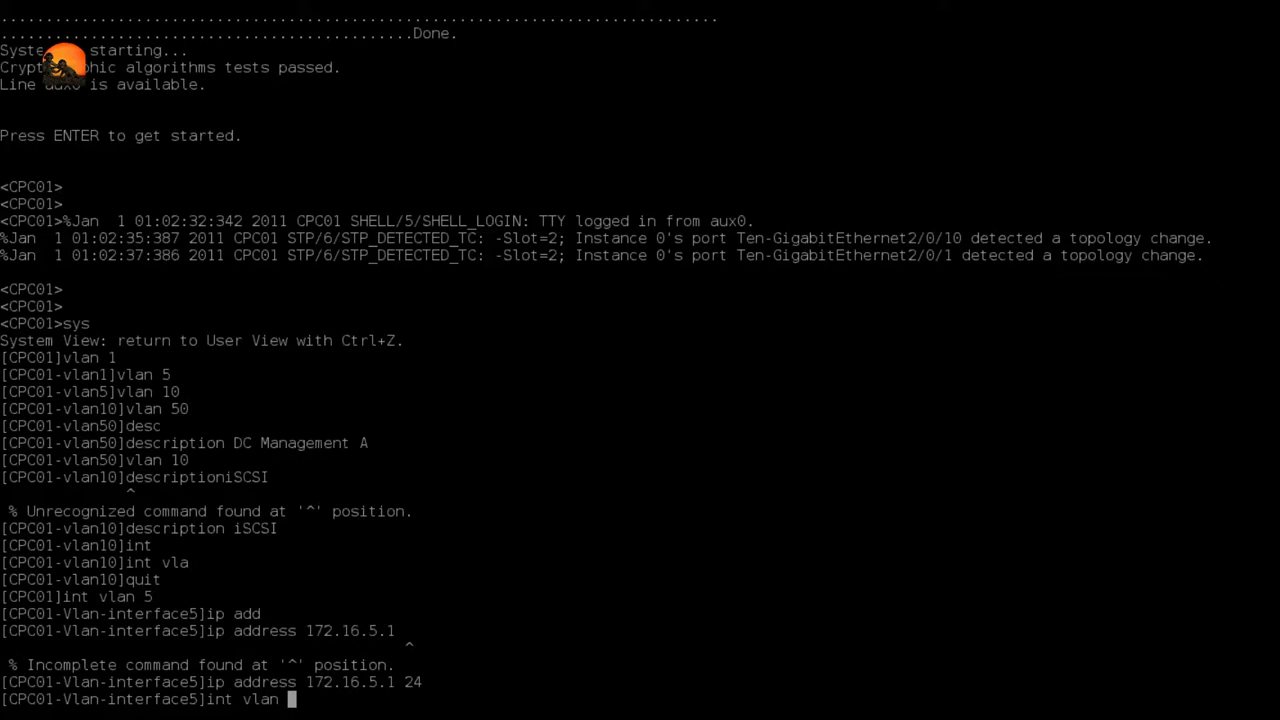 ................................................................................
..............................................Done.
Syste starting...
Crypt phic algorithms tests passed.
Line aux0 is available.
Press ENTER to get started.
<CPC01>
<CPC01>
<CPC01>%Jan  1 01:02:32:342 2011 CPC01 SHELL/5/SHELL_LOGIN: TTY logged in from aux0.
%Jan  1 01:02:35:387 2011 CPC01 STP/6/STP_DETECTED_TC: -Slot=2; Instance 0's port Ten-GigabitEthernet2/0/10 detected a topology change.
%Jan  1 01:02:37:386 2011 CPC01 STP/6/STP_DETECTED_TC: -Slot=2; Instance 0's port Ten-GigabitEthernet2/0/1 detected a topology change.
<CPC01>
<CPC01>
<CPC01>sys
System View: return to User View with Ctrl+Z.
[CPC01]vlan 1
[CPC01-vlan1]vlan 5
[CPC01-vlan5]vlan 10
[CPC01-vlan10]vlan 50
[CPC01-vlan50]desc
[CPC01-vlan50]description DC Management A
[CPC01-vlan50]vlan 10
[CPC01-vlan10]descriptioniSCSI
^
% Unrecognized command found at '^' position.
[CPC01-vlan10]description iSCSI
[CPC01-vlan10]int
[CPC01-vlan10]int vla
[CPC01-vlan10]quit
[CPC01]int vlan 5
[CPC01-Vlan-interface5]ip add
[CPC01-Vlan-interface5]ip address 172.16.5.1
^
% Incomplete command found at '^' position.
[CPC01-Vlan-interface5]ip address 172.16.5.1 24
[CPC01-Vlan-interface5]int vlan